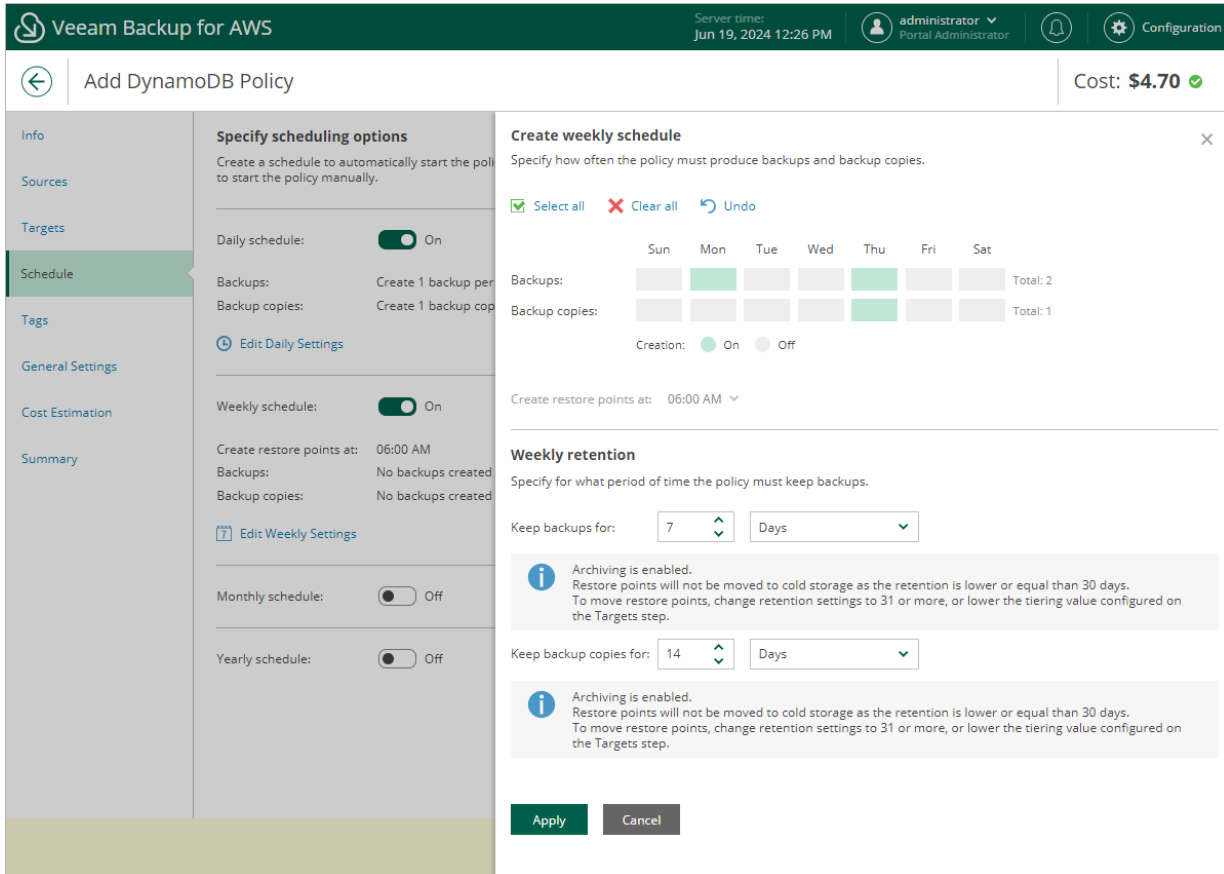 Veeam Backup for AWS
Server time:
Jun 19, 2024 12:26 PM
administrator
Portal Administrator
Configuration
Add DynamoDB Policy
Cost: $4.70
Info
Sources
Targets
Schedule
Tags
General Settings
Cost Estimation
Summary
Specify scheduling options
Create a schedule to automatically start the poli
to start the policy manually.
Daily schedule: On
Backups: Create 1 backup per
Backup copies: Create 1 backup cop
Edit Daily Settings
Weekly schedule: On
Create restore points at: 06:00 AM
Backups: No backups created
Backup copies: No backups created
7 Edit Weekly Settings
Monthly schedule: Off
Yearly schedule: Off
Create weekly schedule
Specify how often the policy must produce backups and backup copies.
Select all Clear all Undo
Sun Mon Tue Wed Thu Fri Sat
Backups: Total: 2
Backup copies: Total: 1
Creation: On Off
Create restore points at: 06:00 AM
Weekly retention
Specify for what period of time the policy must keep backups.
Keep backups for: 7 Days
Archiving is enabled.
Restore points will not be moved to cold storage as the retention is lower or equal than 30 days.
To move restore points, change retention settings to 31 or more, or lower the tiering value configured on
the Targets step.
Keep backup copies for: 14 Days
Archiving is enabled.
Restore points will not be moved to cold storage as the retention is lower or equal than 30 days.
To move restore points, change retention settings to 31 or more, or lower the tiering value configured on
the Targets step.
Apply Cancel